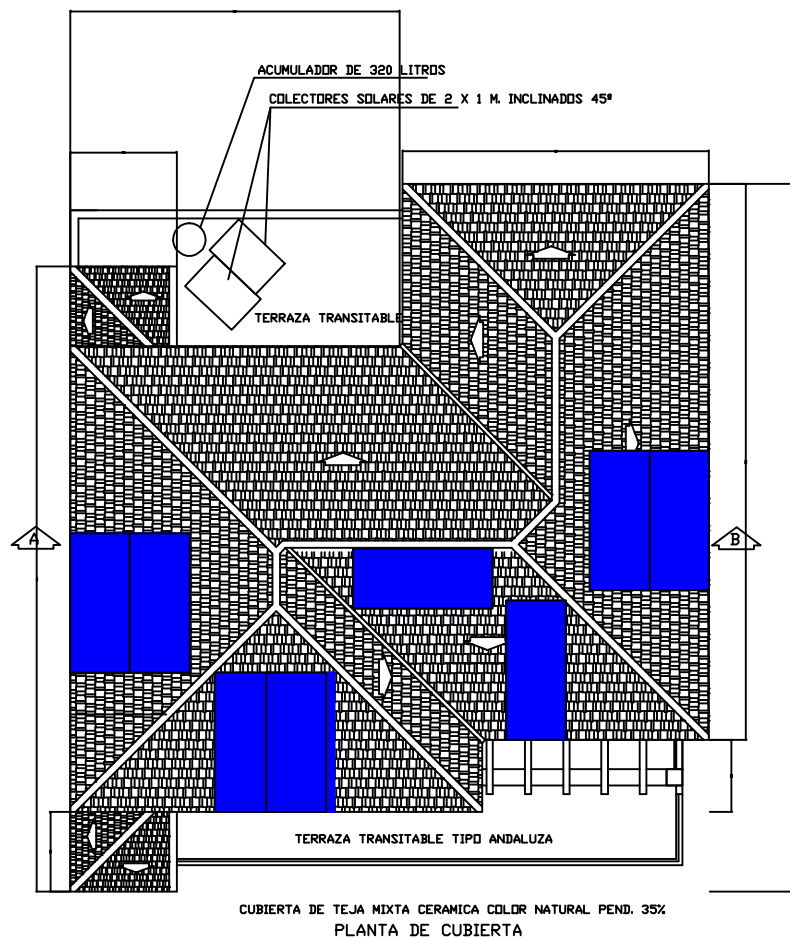 ACUMULADOR DE 320 LITROS
COLECTORES SOLARES DE 2 X 1 M. INCLINADOS 45º
TERRAZA TRANSITABLE
A
B
TERRAZA TRANSITABLE TIPO ANDALUZA
CUBIERTA DE TEJA MIXTA CERAMICA COLOR NATURAL PEND. 35%
PLANTA DE CUBIERTA